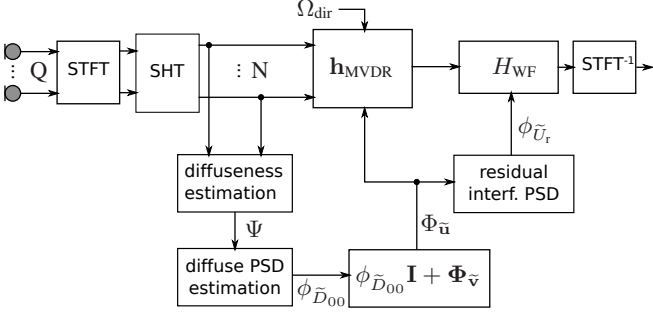 Ω_dir
⋮ Q
STFT
SHT
⋮ N
h_MVDR
H_WF
STFT⁻¹
ϕ_Ũr
diffuseness
estimation
residual
interf. PSD
Ψ
Φ_ũ
diffuse PSD
estimation
ϕ_D̃00
ϕ_D̃00 I + Φ_ṽ